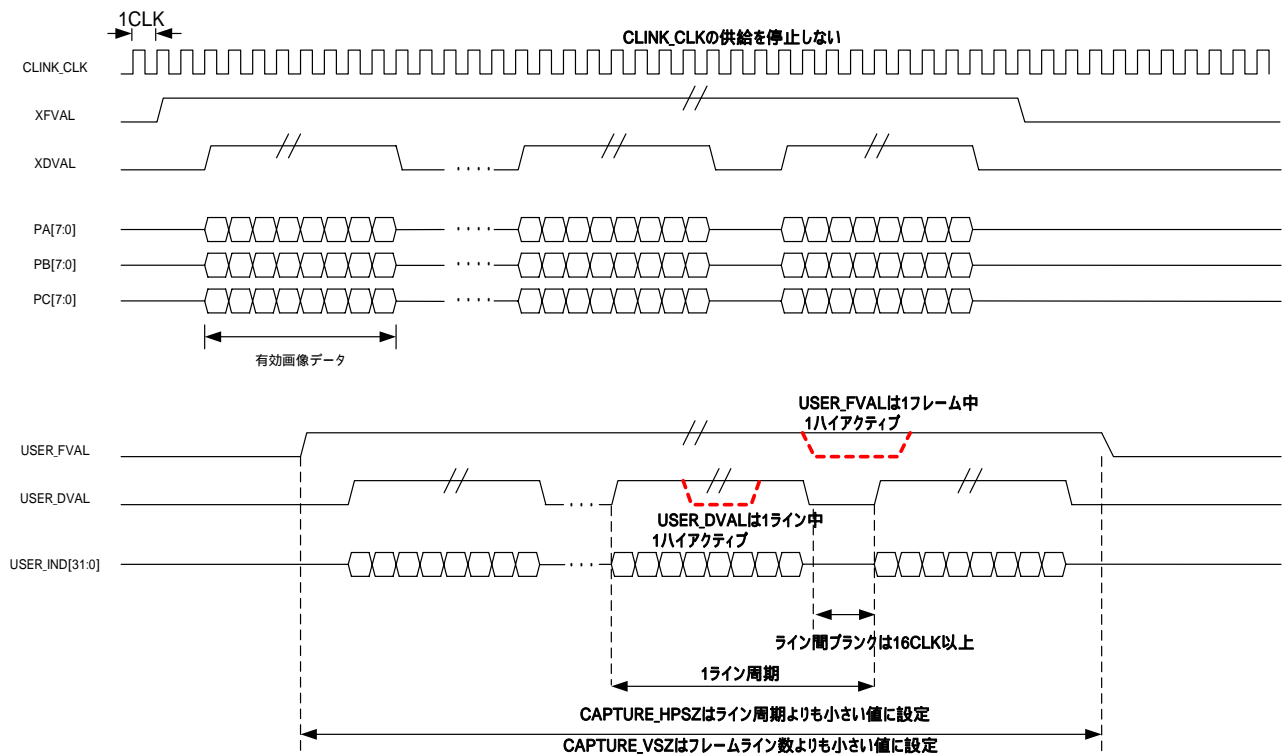 1CLK
CLINK_CLKの供給を停止しない
CLINK_CLK
XFVAL
XDVAL
PA[7:0]
PB[7:0]
PC[7:0]
有効画像データ
USER_FVALは1フレーム中
1ハイアクティブ
USER_FVAL
USER_DVAL
USER_DVALは1ライン中
1ハイアクティブ
USER_IND[31:0]
ライン間ブランクは16CLK以上
1ライン周期
CAPTURE_HPSZはライン周期よりも小さい値に設定
CAPTURE_VSZはフレームライン数よりも小さい値に設定